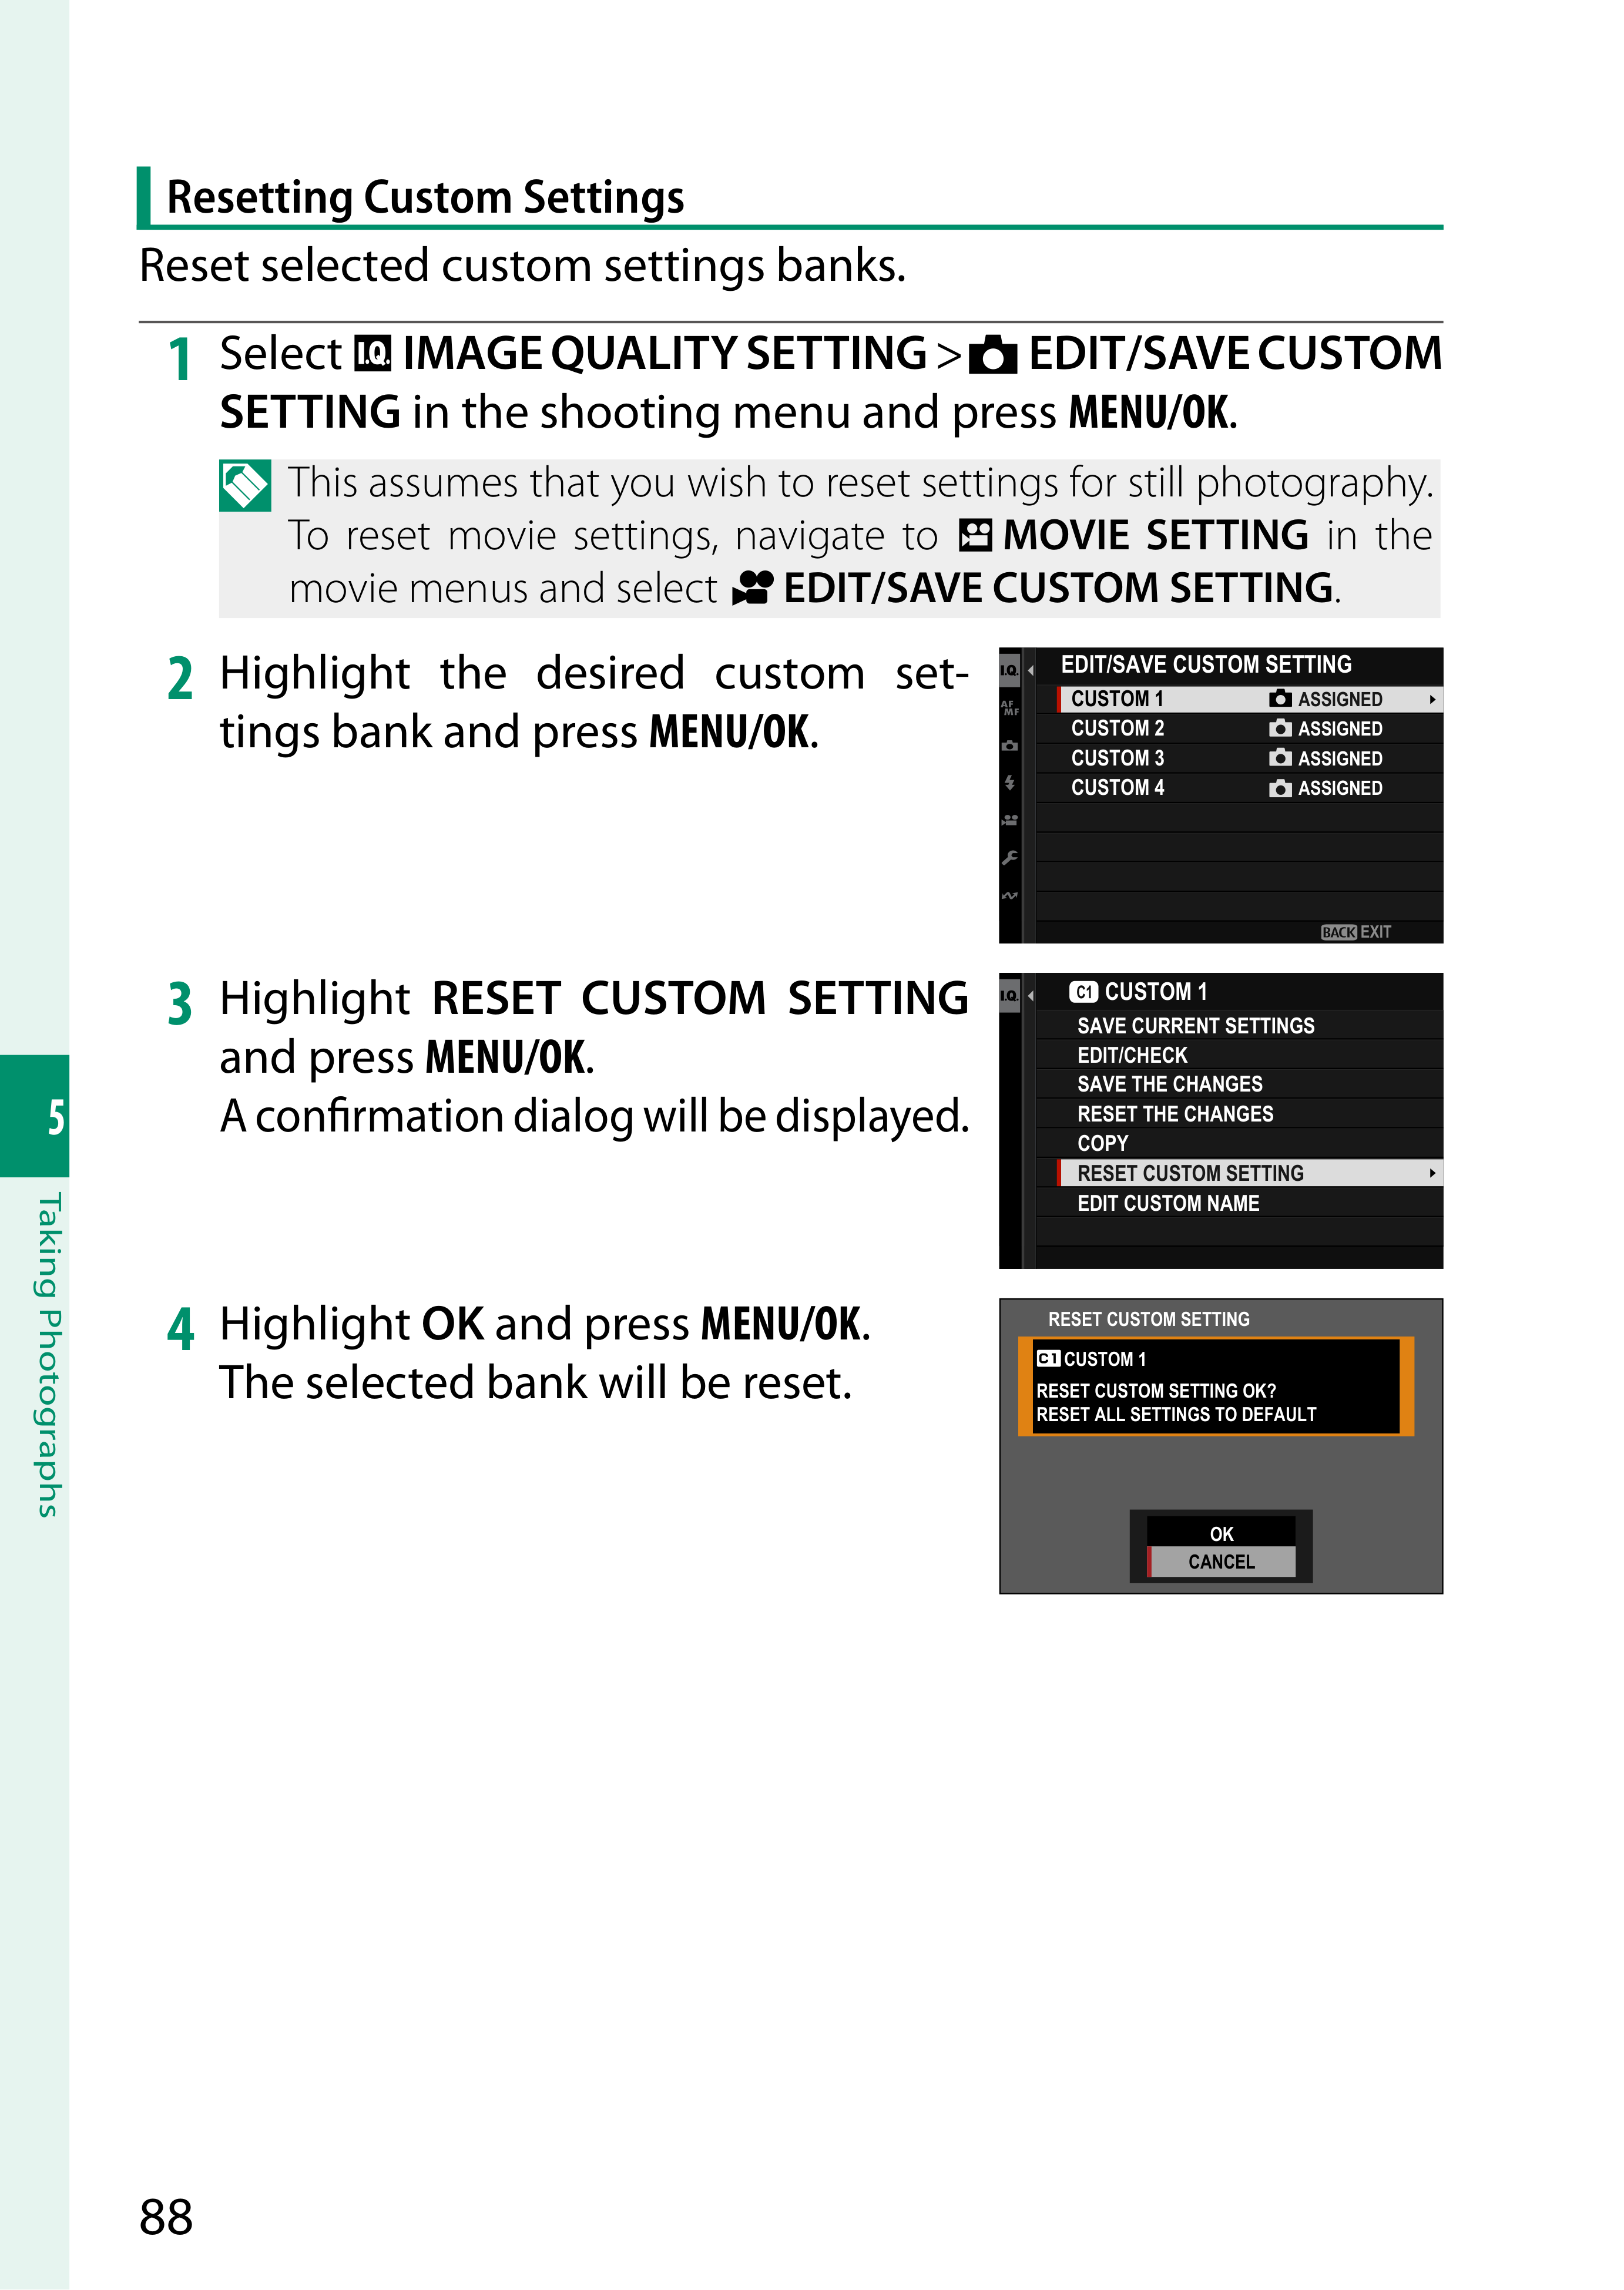 Resetting Custom Settings
Reset selected custom settings banks.
1 Select I.Q. IMAGE QUALITY SETTING > EDIT/SAVE CUSTOM
SETTING in the shooting menu and press MENU/OK.
This assumes that you wish to reset settings for still photography.
To reset movie settings, navigate to MOVIE SETTING in the
movie menus and select EDIT/SAVE CUSTOM SETTING.
2 Highlight the desired custom set-
tings bank and press MENU/OK.
I.Q. EDIT/SAVE CUSTOM SETTING
CUSTOM 1 ASSIGNED
AF
MF
CUSTOM 2 ASSIGNED
CUSTOM 3 ASSIGNED
CUSTOM 4 ASSIGNED
BACK EXIT
3 Highlight RESET CUSTOM SETTING
and press MENU/OK.
A confirmation dialog will be displayed.
I.Q. C1 CUSTOM 1
SAVE CURRENT SETTINGS
EDIT/CHECK
SAVE THE CHANGES
RESET THE CHANGES
COPY
RESET CUSTOM SETTING
EDIT CUSTOM NAME
4 Highlight OK and press MENU/OK.
The selected bank will be reset.
RESET CUSTOM SETTING
C1 CUSTOM 1
RESET CUSTOM SETTING OK?
RESET ALL SETTINGS TO DEFAULT
OK
CANCEL
5
Taking Photographs
88